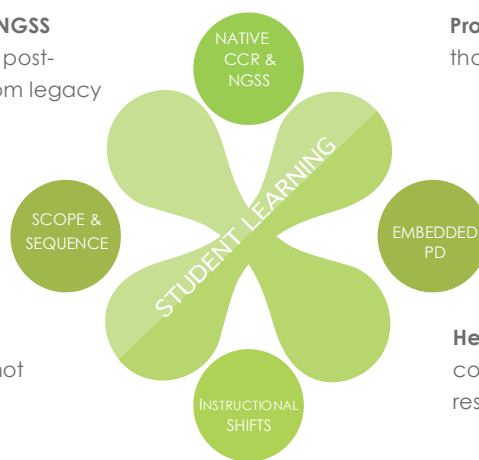 NGSS
post-
om legacy
NATIVE
CCR &
NGSS
Pro
tha
SCOPE &
SEQUENCE
STUDENT LEARNING
EMBEDDED
PD
not
INSTRUCTIONAL
SHIFTS
He
co
res